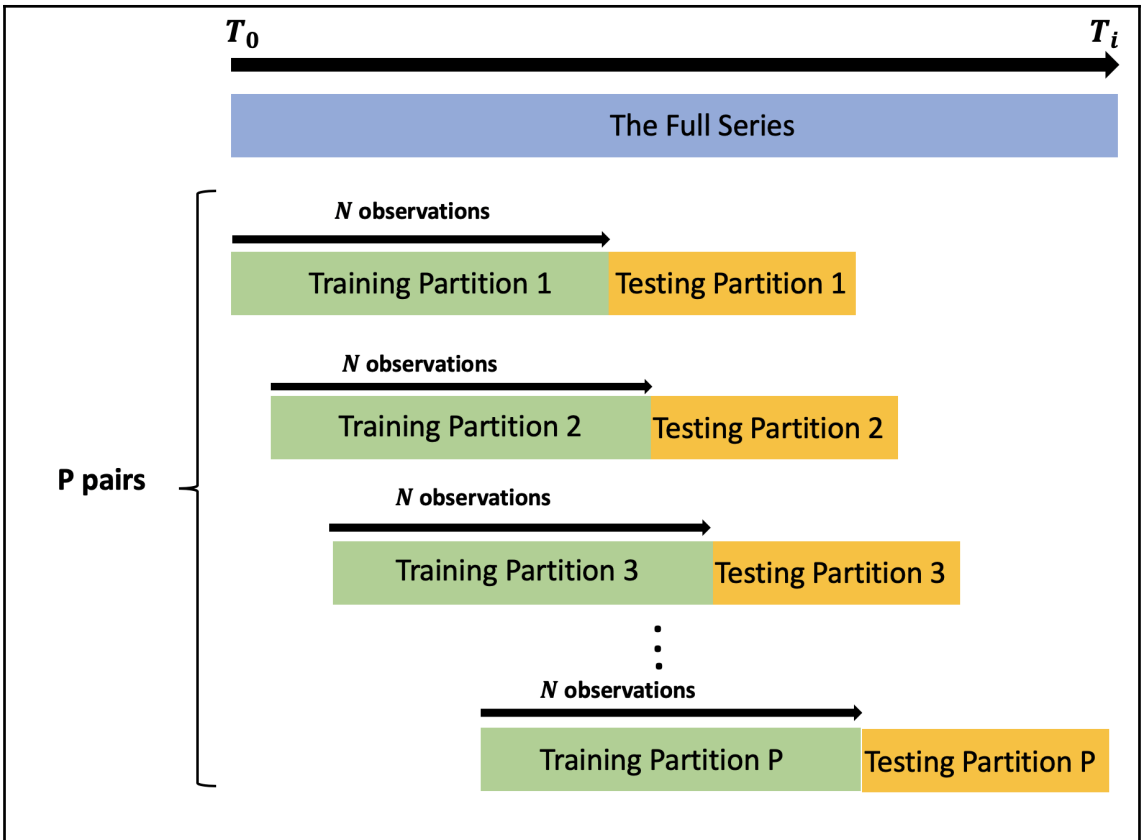 T₀
Tᵢ
The Full Series
N observations
Training Partition 1
Testing Partition 1
N observations
Training Partition 2
Testing Partition 2
P pairs
N observations
Training Partition 3
Testing Partition 3
N observations
Training Partition P
Testing Partition P